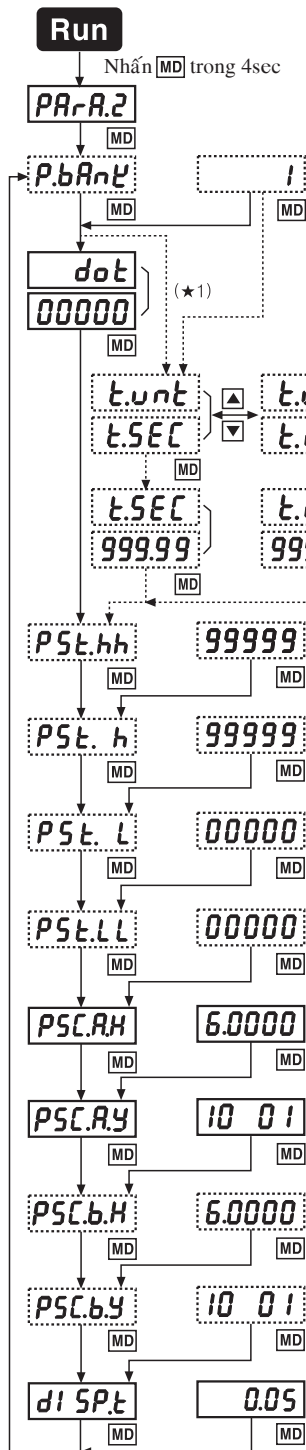 Run
Nhấn MD trong 4sec
PArA.2
MD
P.bAnK 1
MD MD
dot
00000
(★1)
MD
t.unt ▲
t.SEC ▼
MD
t.SEC
999.99
MD
PSt.hh 99999
MD MD
PSt. h 99999
MD MD
PSt. L 00000
MD MD
PSt.LL 00000
MD MD
PSC.A.X 6.0000
MD MD
PSC.A.Y 10 01
MD MD
PSC.b.X 6.0000
MD MD
PSC.b.Y 10 01
MD MD
dI SP.t 0.05
MD MD